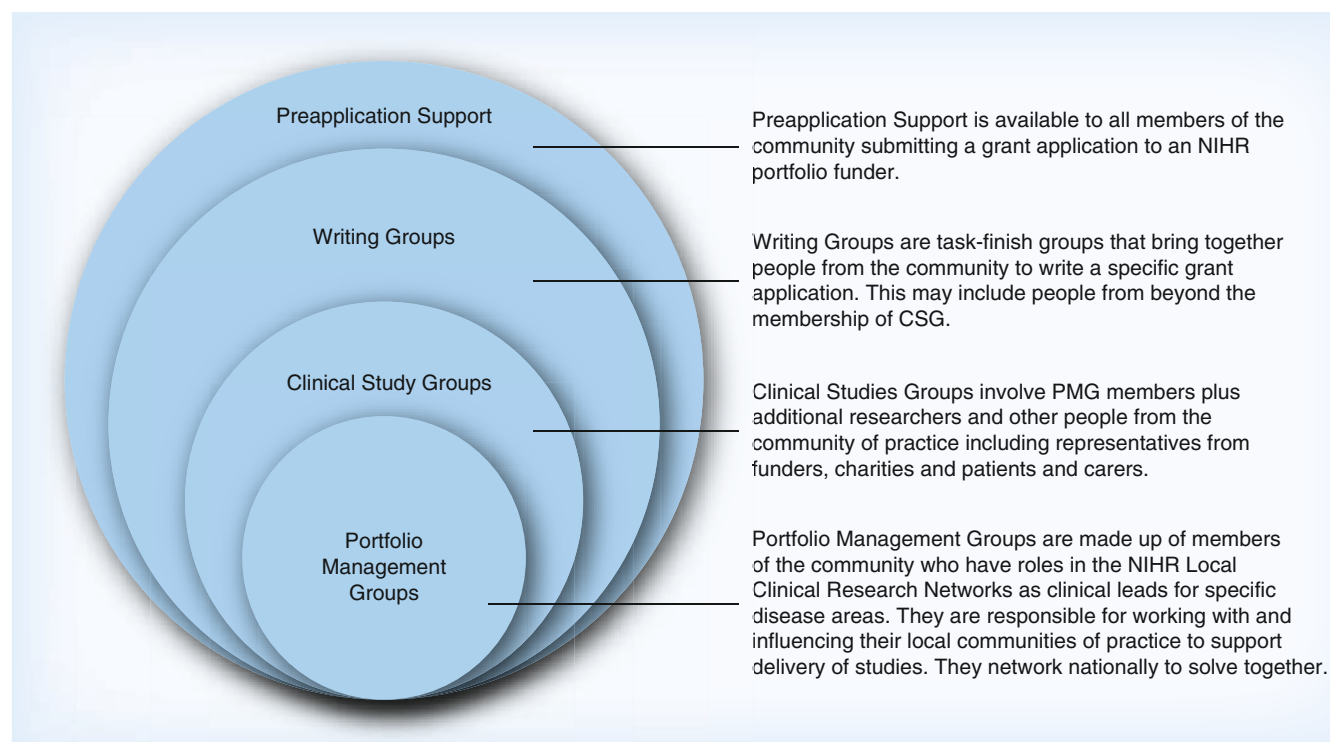 Preapplication Support
Writing Groups
Clinical Study Groups
Portfolio
Management
Groups
Preapplication Support is available to all members of the
community submitting a grant application to an NIHR
portfolio funder.
Writing Groups are task-finish groups that bring together
people from the community to write a specific grant
application. This may include people from beyond the
membership of CSG.
Clinical Studies Groups involve PMG members plus
additional researchers and other people from the
community of practice including representatives from
funders, charities and patients and carers.
Portfolio Management Groups are made up of members
of the community who have roles in the NIHR Local
Clinical Research Networks as clinical leads for specific
disease areas. They are responsible for working with and
influencing their local communities of practice to support
delivery of studies. They network nationally to solve together.